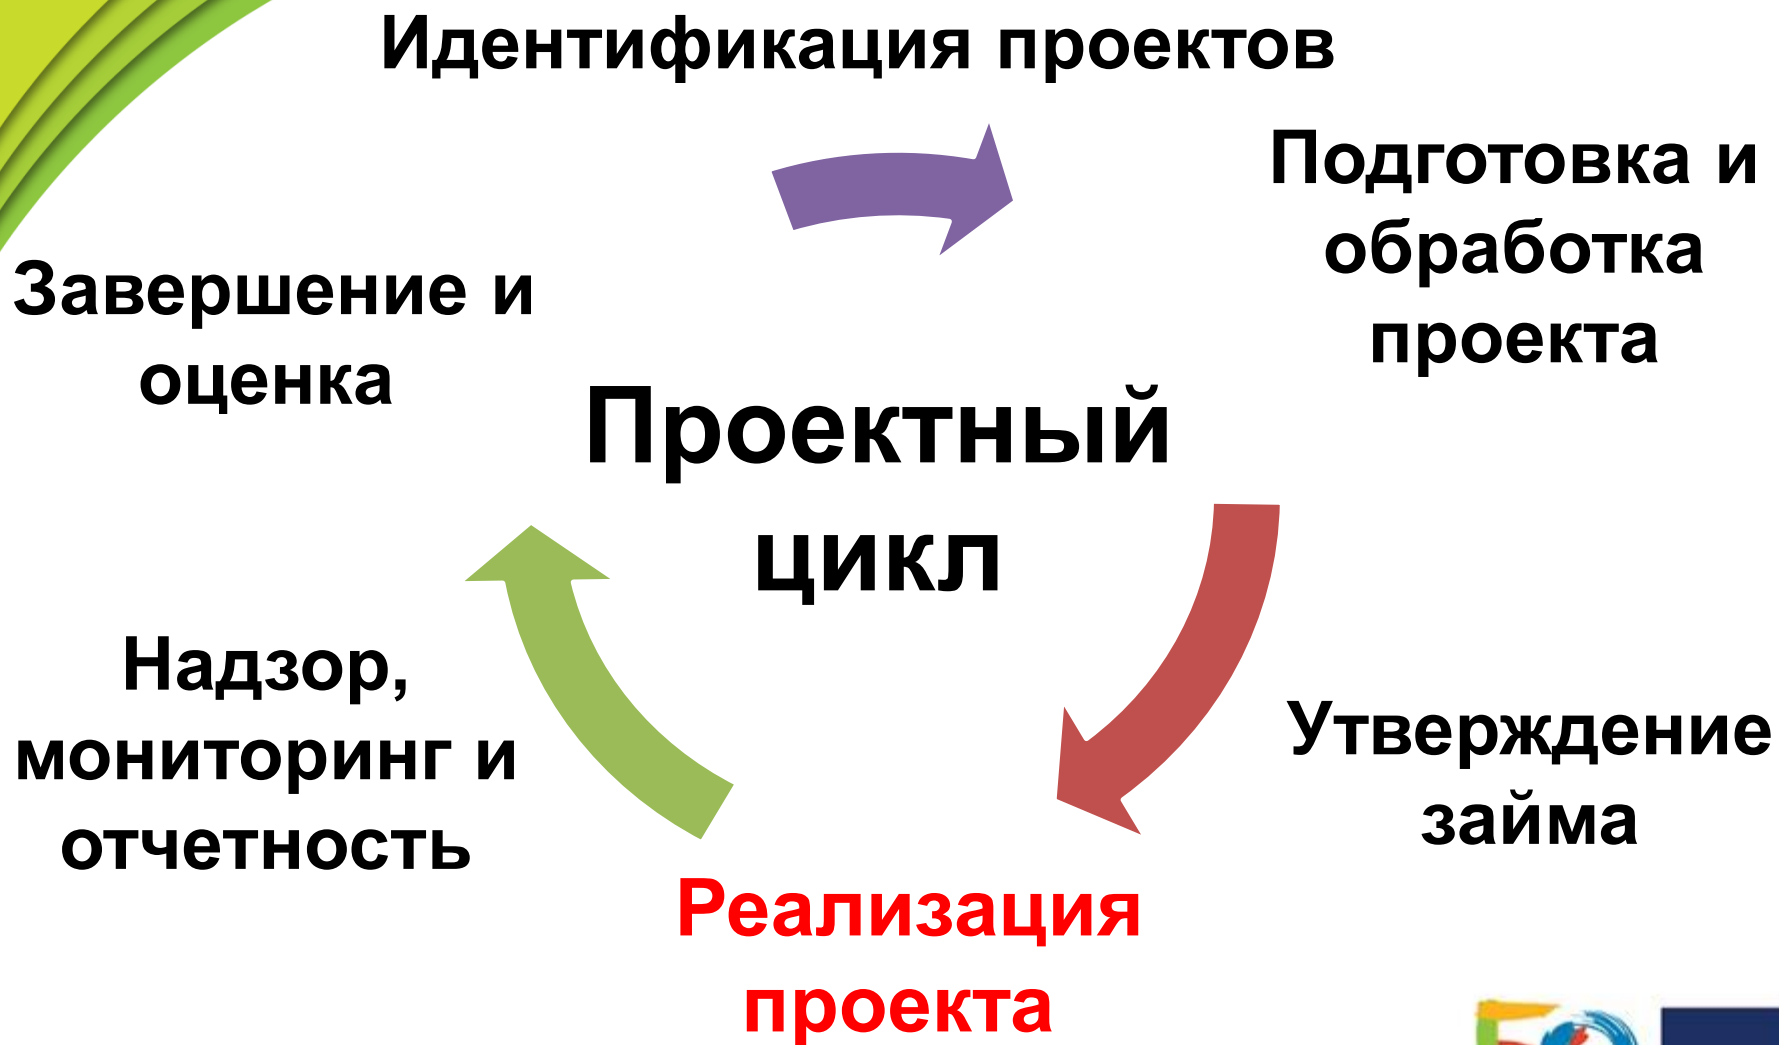 Идентификация проектов
Подготовка и
обработка
проекта
Завершение и
оценка
Проектный
цикл
Надзор,
мониторинг и
отчетность
Утверждение
займа
Реализация
проекта